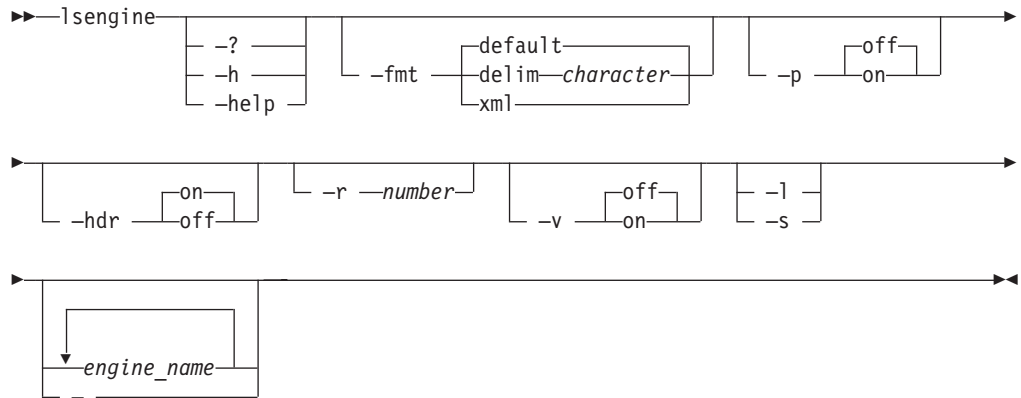 lsengine
–?
–h
–help
–fmt
default
delim character
xml
–p
off
on
–hdr
on
off
–r number
–v
off
on
–l
–s
engine_name
–